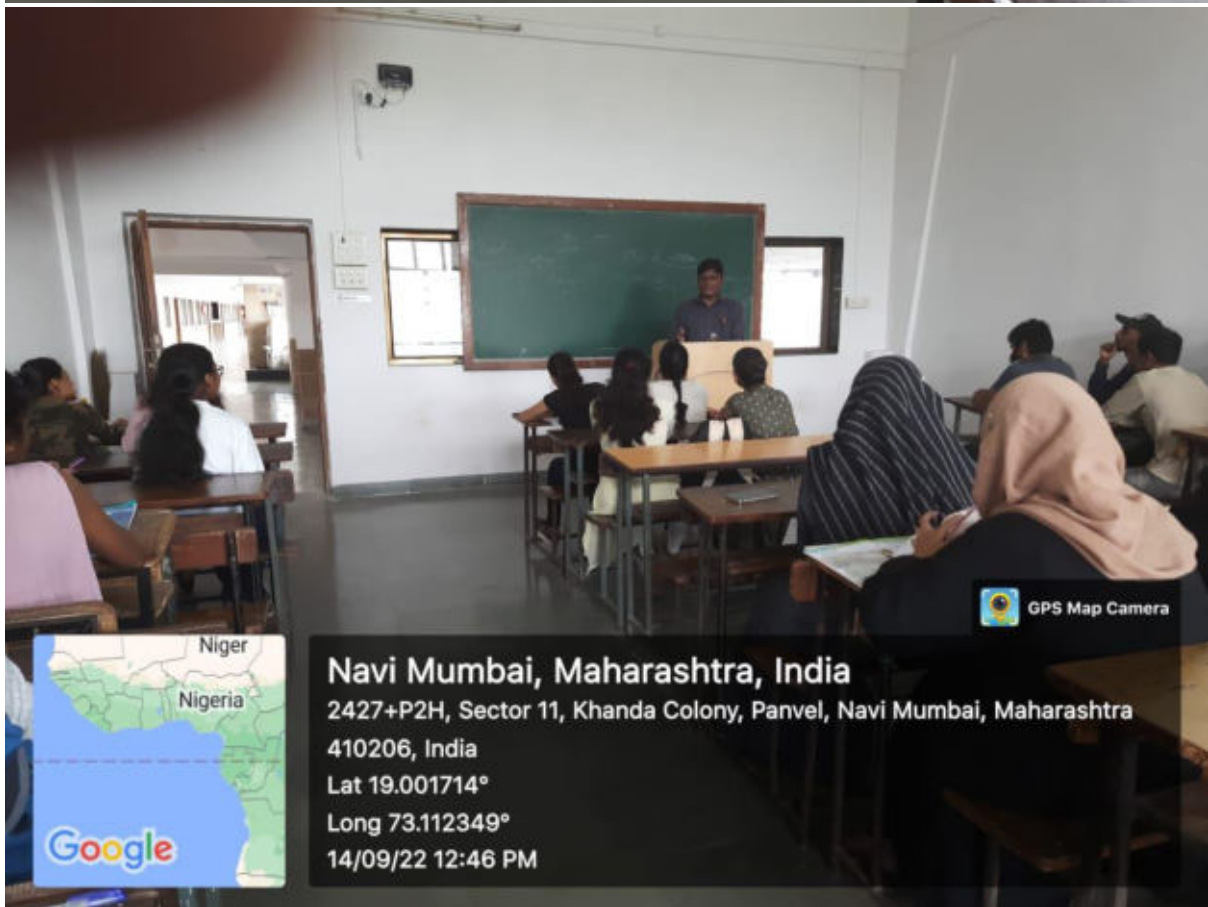 GPS Map Camera
Niger
Nigeria
Google
Navi Mumbai, Maharashtra, India
2427+P2H, Sector 11, Khanda Colony, Panvel, Navi Mumbai, Maharashtra
410206, India
Lat 19.001714°
Long 73.112349°
14/09/22 12:46 PM